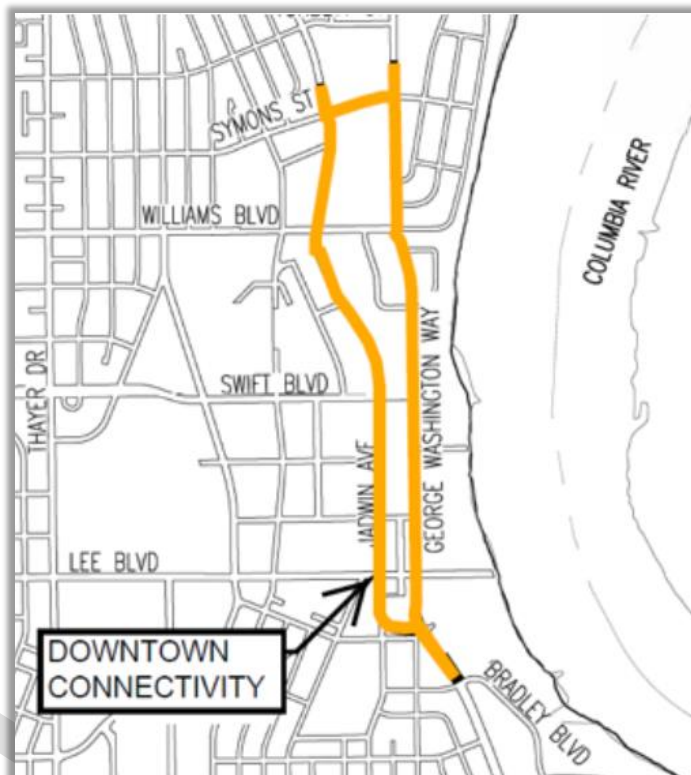 SYMONS ST
WILLIAMS BLVD
COLUMBIA RIVER
THAYER DR
SWIFT BLVD
JADWIN AVE
GEORGE WASHINGTON WAY
LEE BLVD
DOWNTOWN
CONNECTIVITY
BRADLEY BLVD